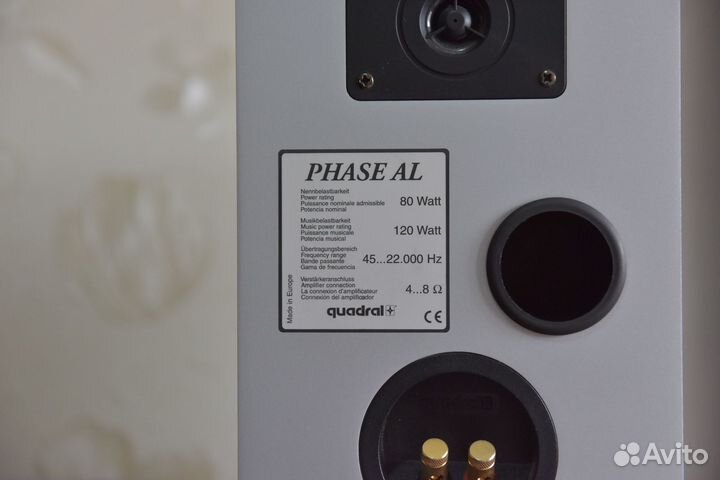 PHASE AL
Nennbelastbarkeit
Power rating
Puissance nominale admissible
Potencia nominal
80 Watt
Musikbelastbarkeit
Music power rating
Puissance musicale
Potencia musical
120 Watt
Übertragungsbereich
Frequency range
Bande passante
Gama de frecuencia
45...22.000 Hz
Verstärkeranschluss
Amplifier connection
La connexion d'amplificateur
Connexión del amplificador
4...8 Ω
Made in Europe
quadral
CE
quadral
Avito